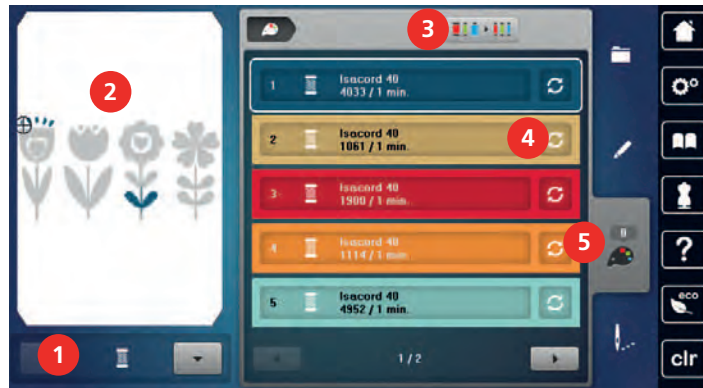 3
2
1
Isacord 40
4033 / 1 min.
2
Isacord 40
1061 / 1 min.
4
3
Isacord 40
1900 / 1 min.
4
Isacord 40
1114 / 1 min.
5
5
Isacord 40
4952 / 1 min.
1
1 / 2
?
eco
clr